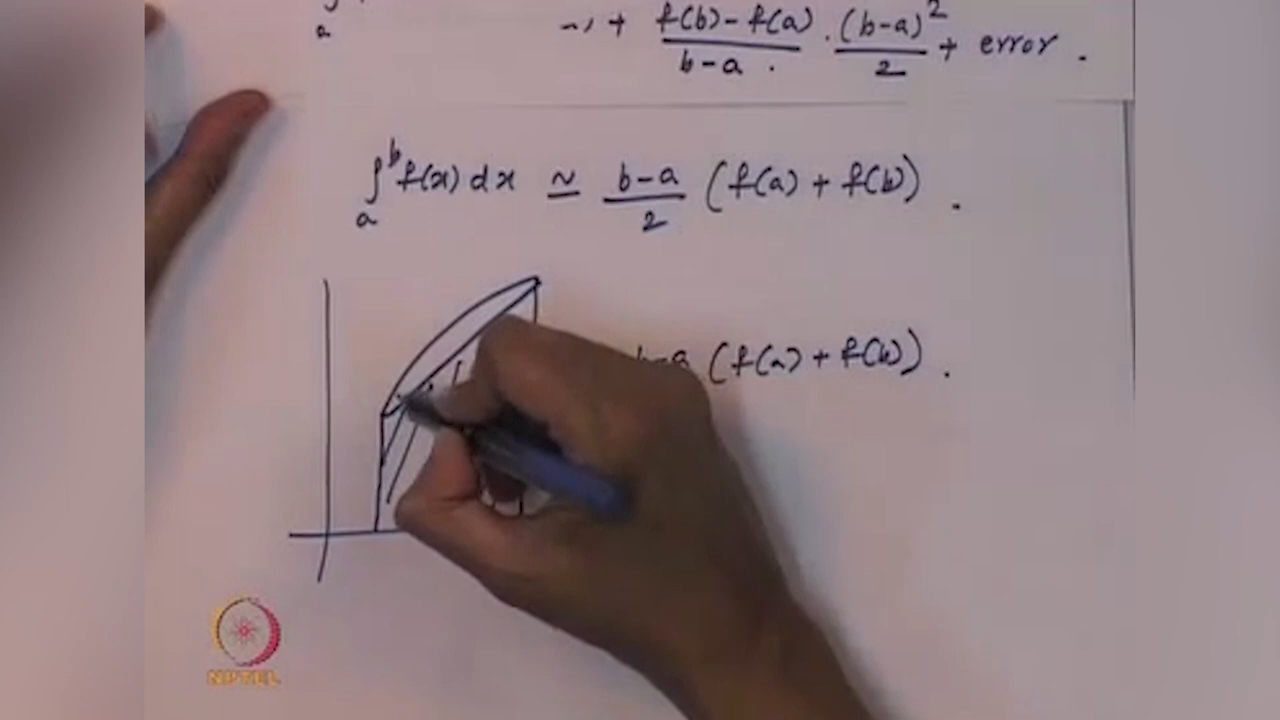 a
+ f(b)-f(a) / b-a . (b-a)^2 / 2 + error .
∫_a^b f(x) dx ≃ b-a / 2 (f(a) + f(b)) .
b-a (f(a) + f(b)) .
NPTEL